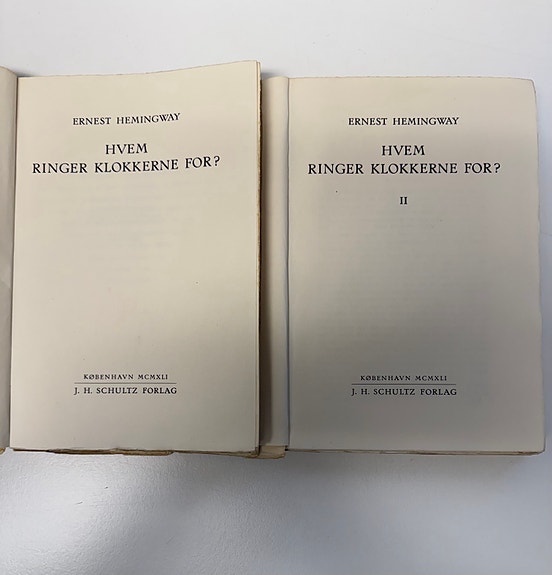 ERNEST HEMINGWAY
HVEM
RINGER KLOKKERNE FOR?
KØBENHAVN MCMXLI
J. H. SCHULTZ FORLAG
ERNEST HEMINGWAY
HVEM
RINGER KLOKKERNE FOR?
II
KØBENHAVN MCMXLI
J. H. SCHULTZ FORLAG